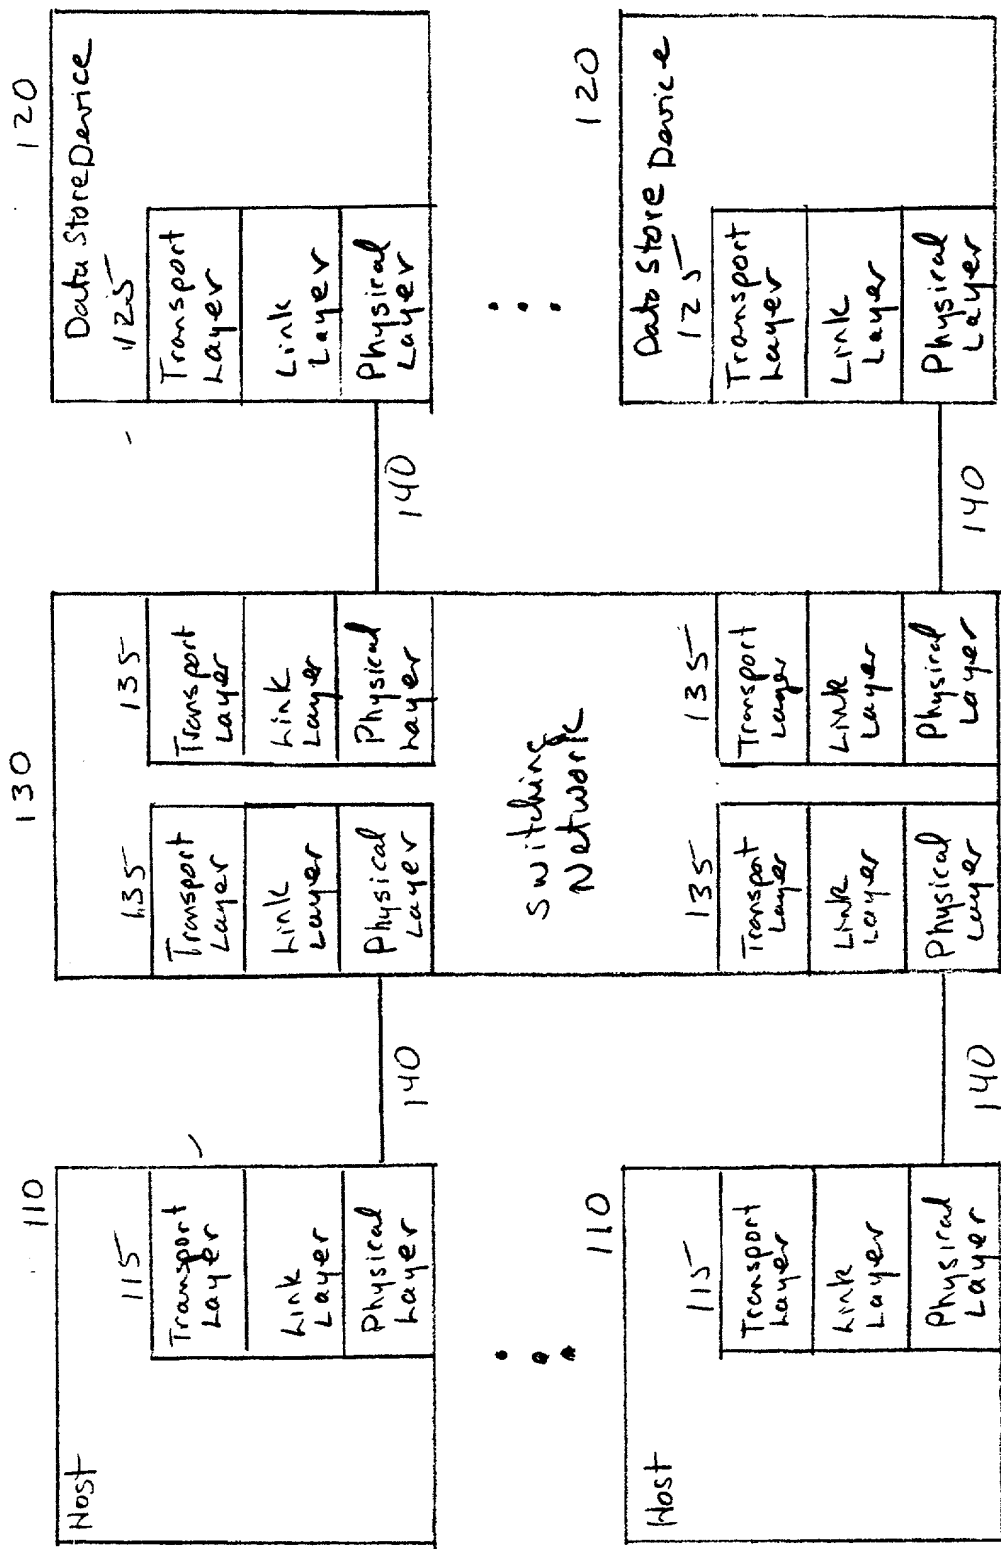 110
Host
115
Transport
Layer
Link
Layer
Physical
Layer
140
130
135
Transport
Layer
Link
Layer
Physical
Layer
135
Transport
Layer
Link
Layer
Physical
Layer
140
120
Data Store Device
125
Transport
Layer
Link
Layer
Physical
Layer
Switching
Network
110
Host
115
Transport
Layer
Link
Layer
Physical
Layer
140
135
Transport
Layer
Link
Layer
Physical
Layer
135
Transport
Layer
Link
Layer
Physical
Layer
140
120
Data Store Device
125
Transport
Layer
Link
Layer
Physical
Layer